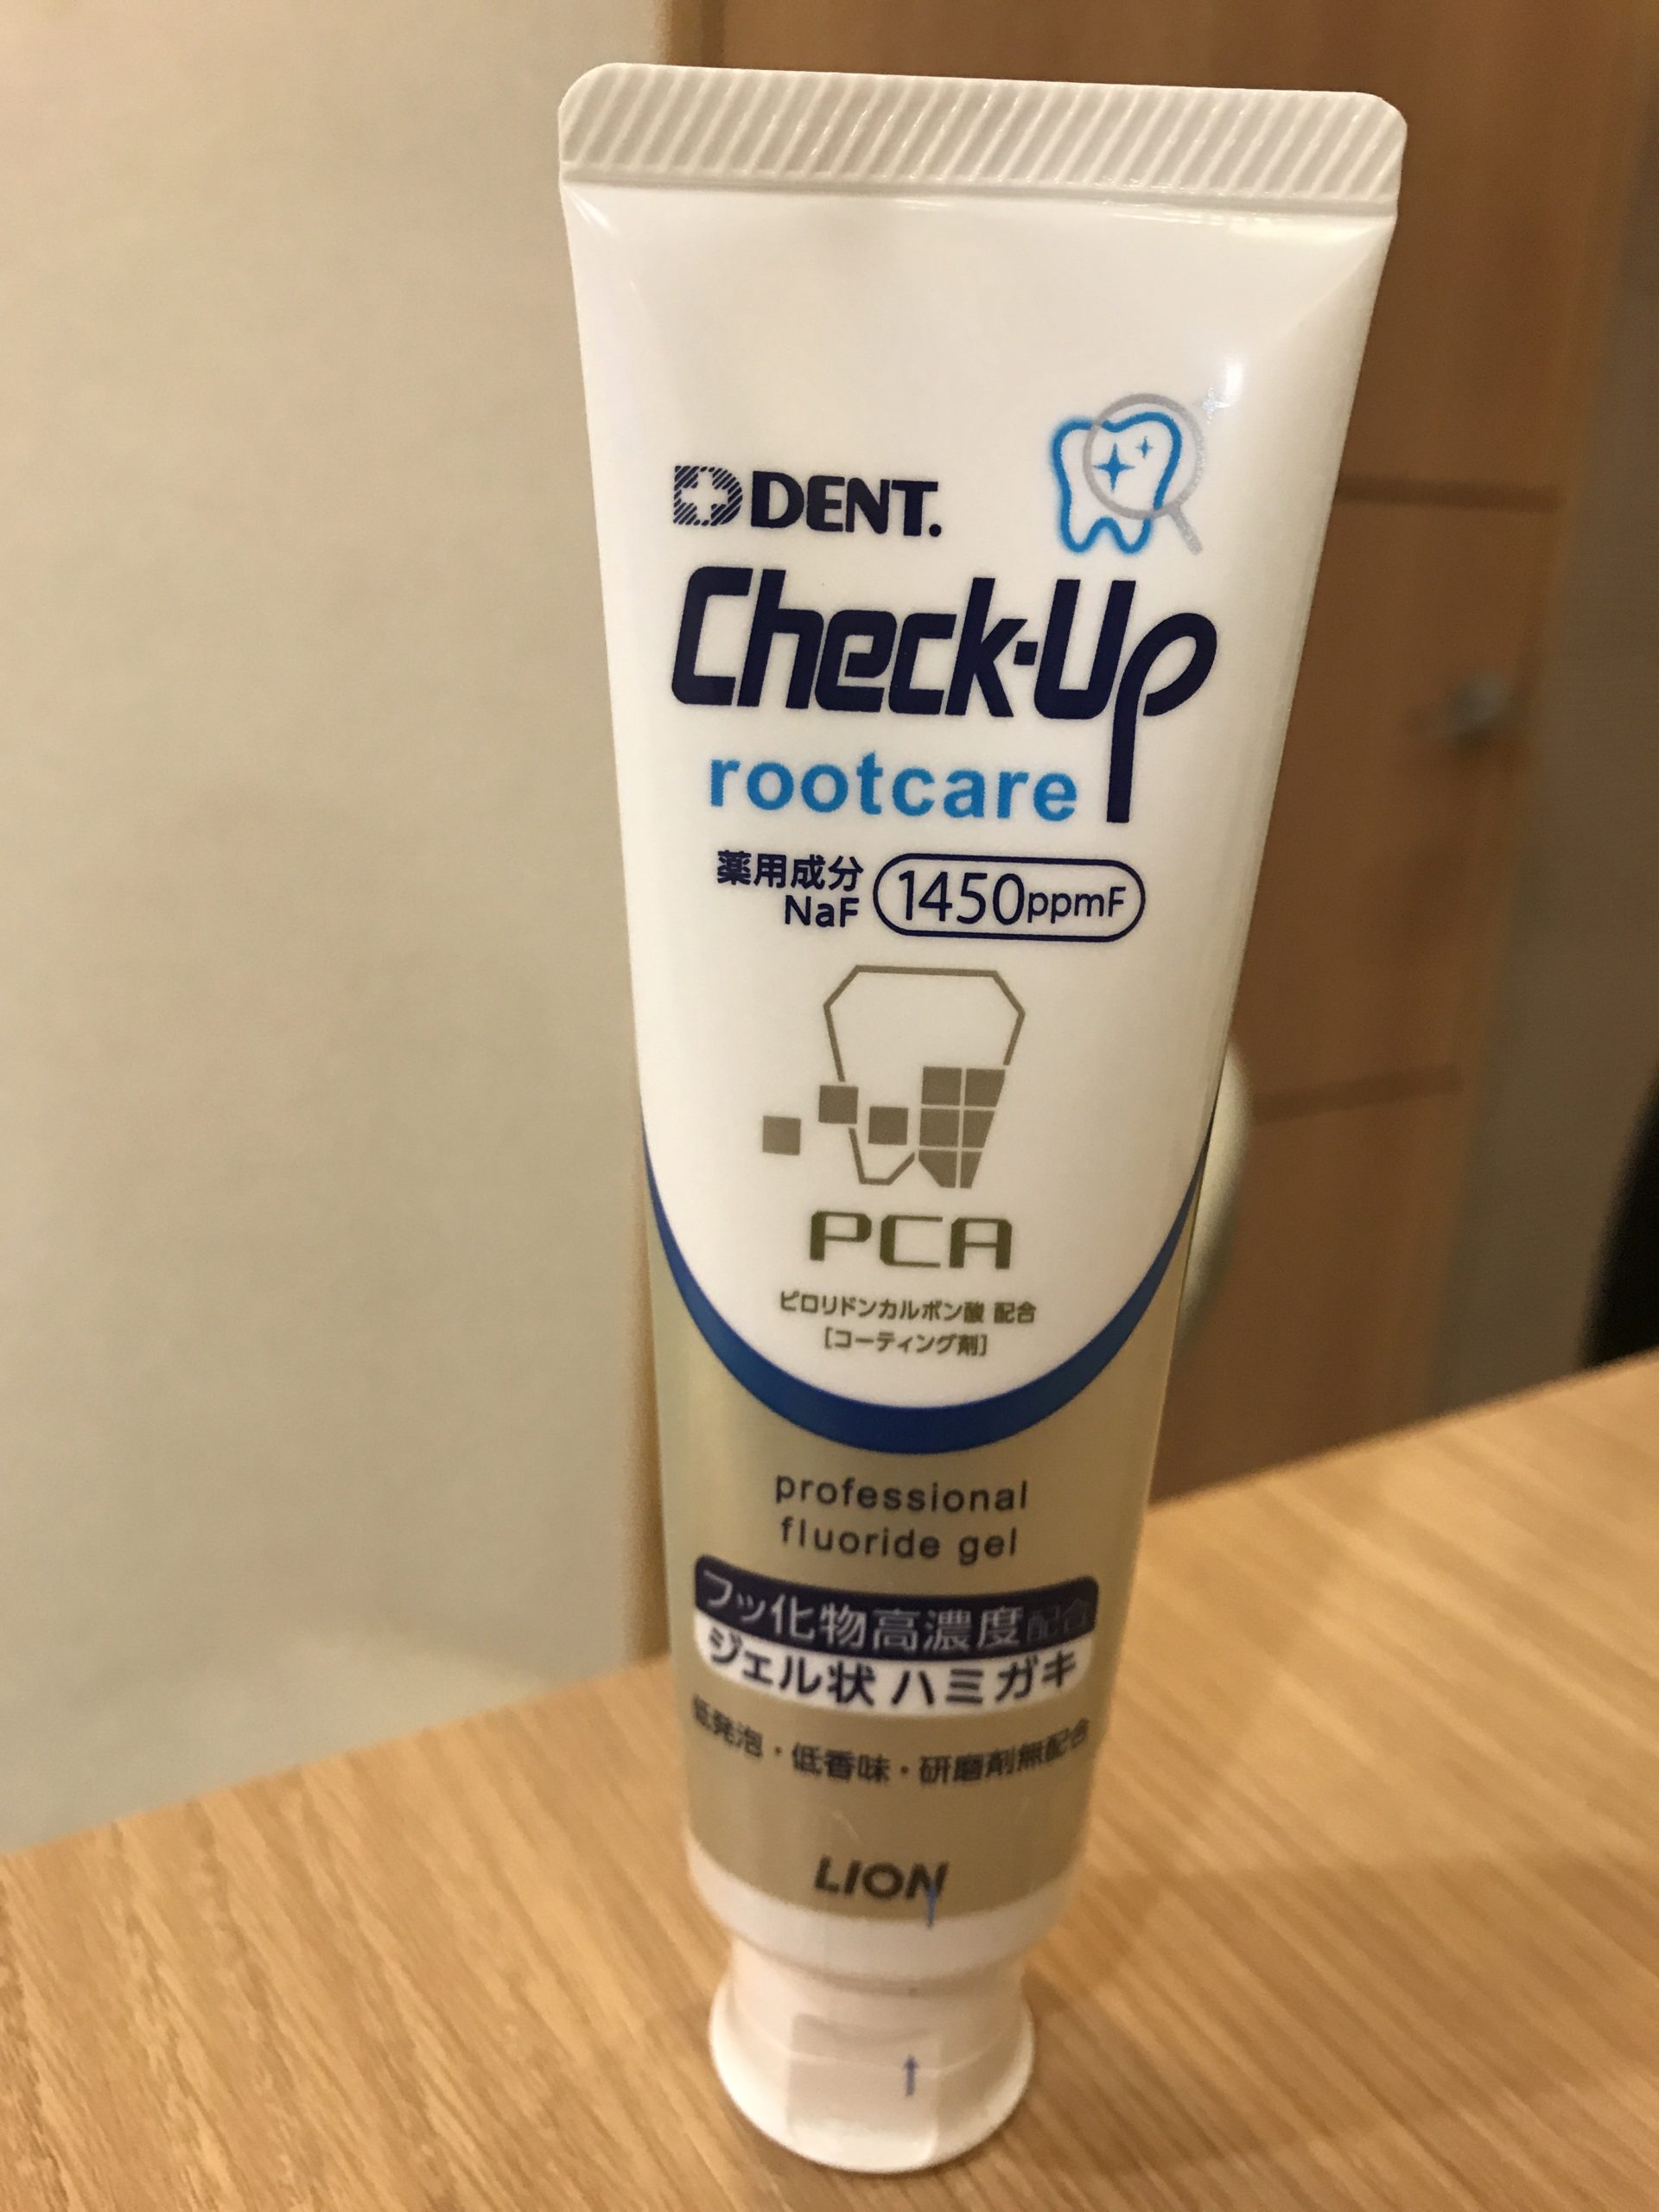 DENT.
Check-Up
rootcare
薬用成分
NaF
1450ppmF
PCA
ピロリドンカルボン酸 配合
[コーティング剤]
professional
fluoride gel
フッ化物高濃度配合
ジェル状 ハミガキ
低発泡・低香味・研磨剤無配合
LION